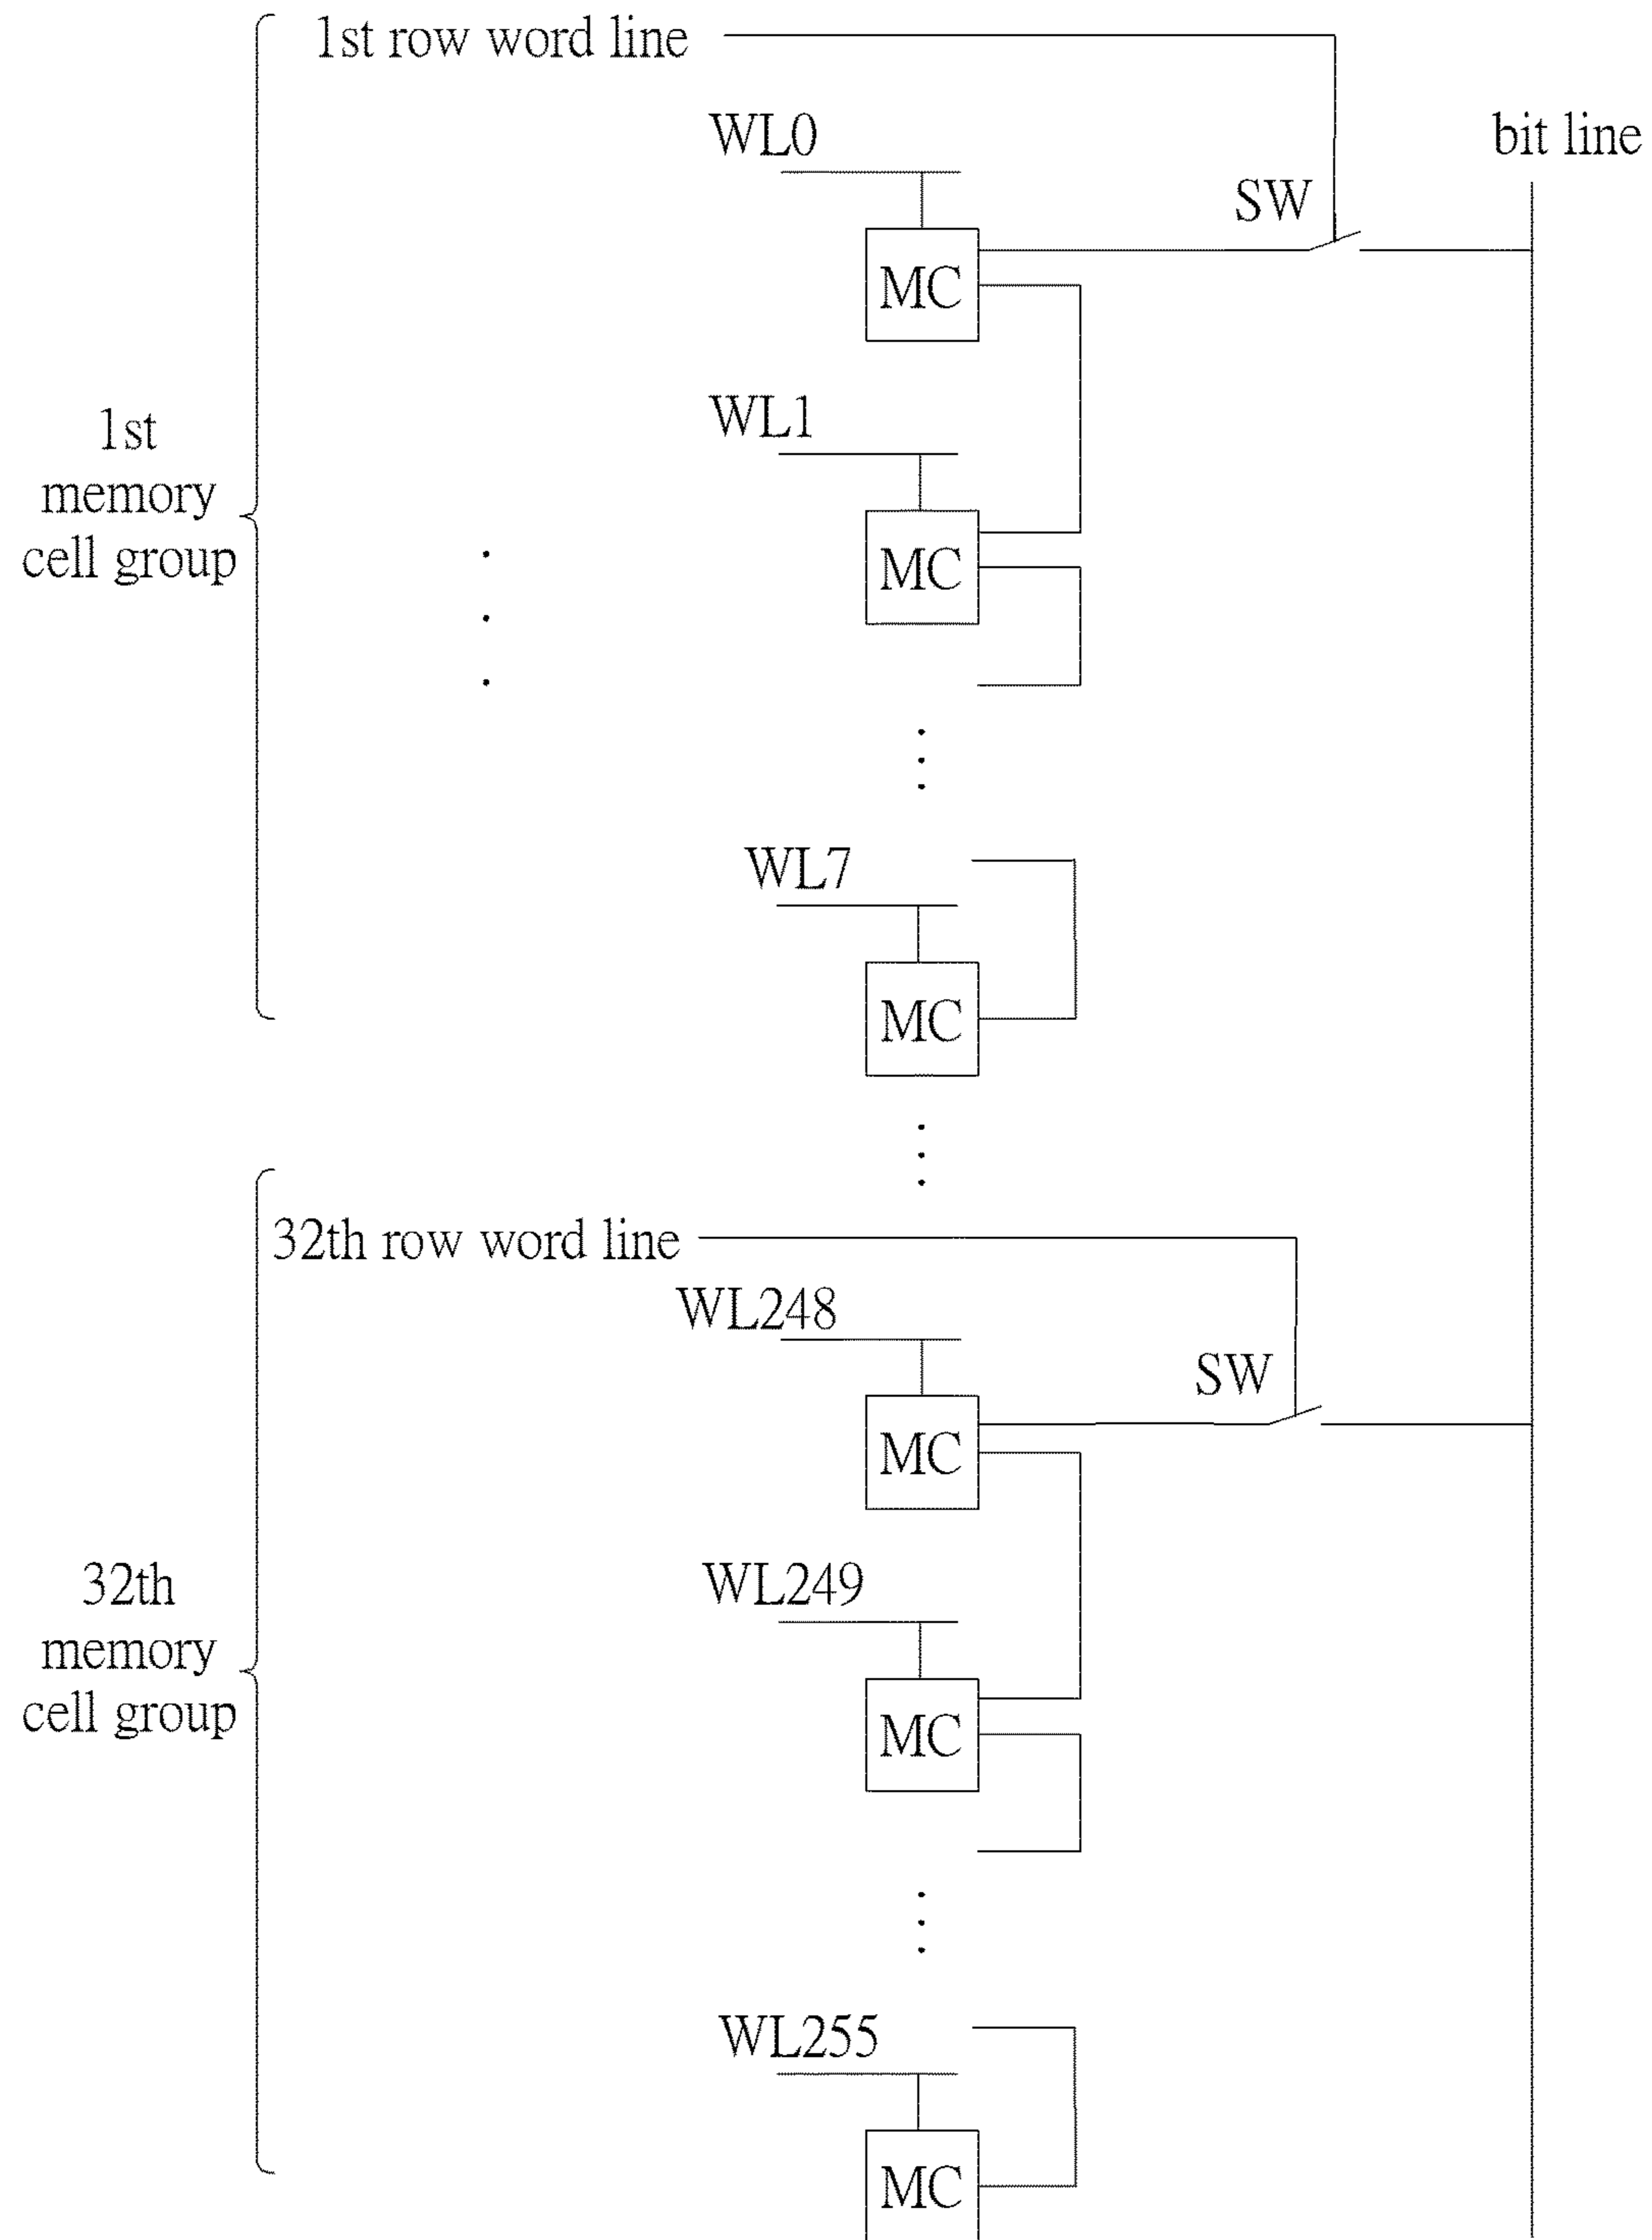 1st row word line
WL0
bit line
SW
MC
1st
memory
cell group
WL1
MC
WL7
MC
32th row word line
WL248
SW
MC
32th
memory
cell group
WL249
MC
WL255
MC